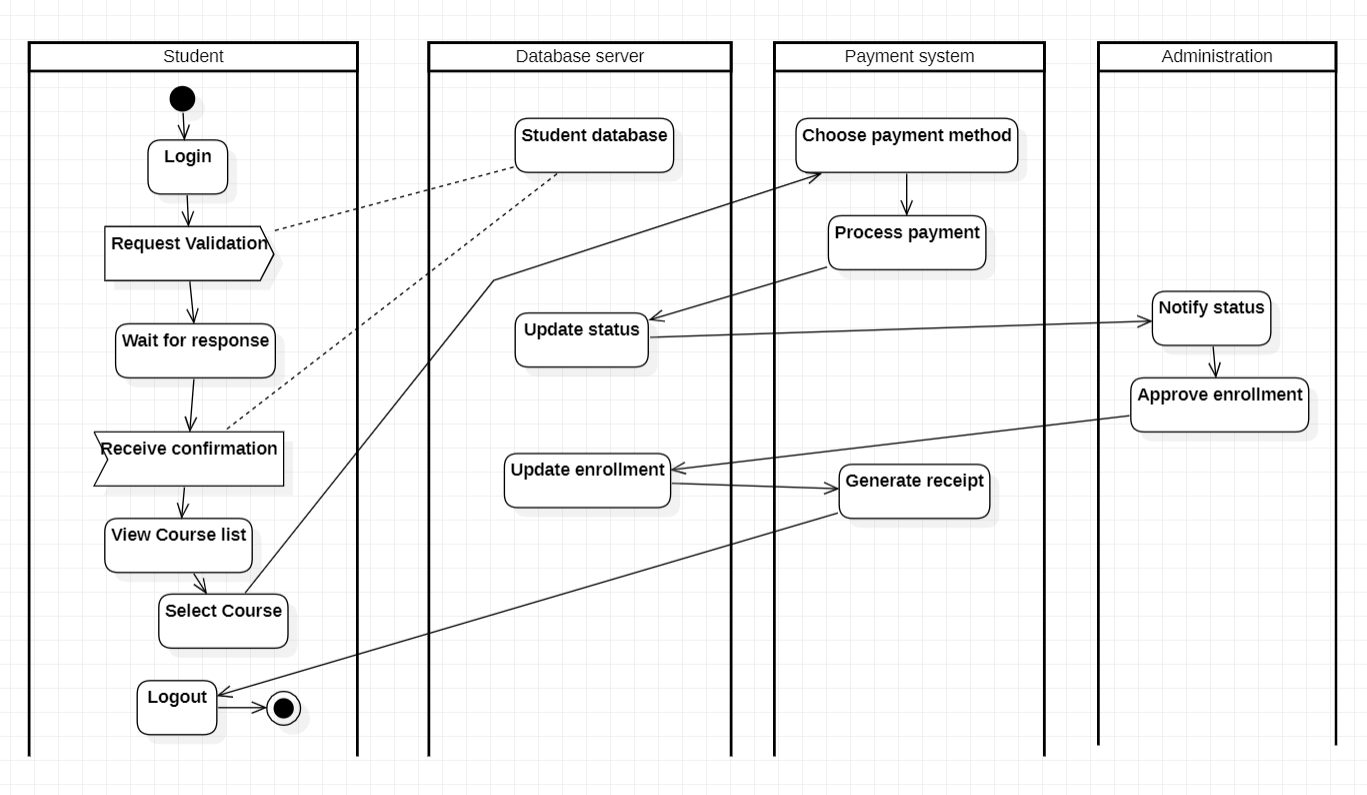 Student
Database server
Payment system
Administration
Login
Request Validation
Wait for response
Receive confirmation
View Course list
Select Course
Logout
Student database
Update status
Update enrollment
Choose payment method
Process payment
Generate receipt
Notify status
Approve enrollment